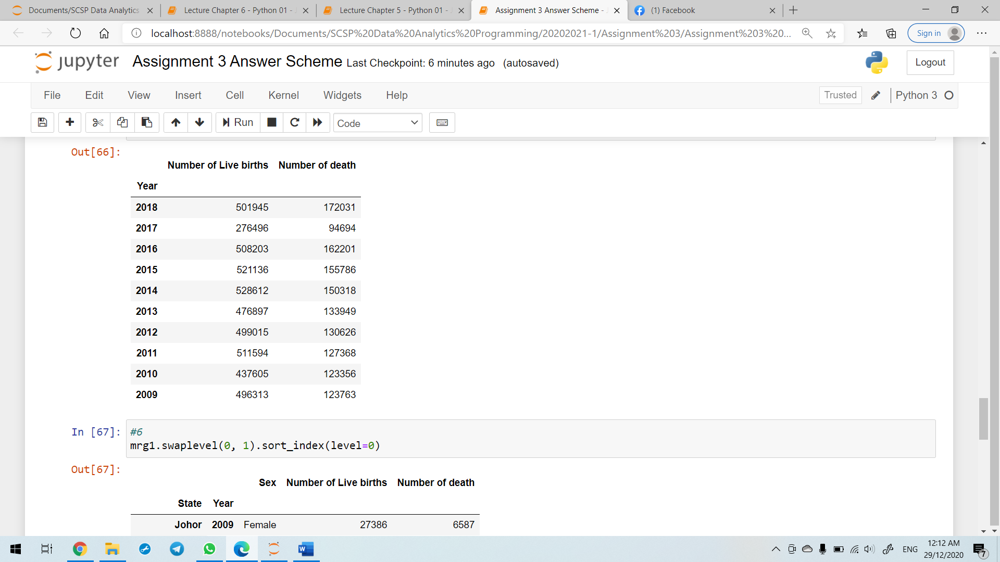 Documents/SCSP Data Analytics
Lecture Chapter 6 - Python 01 -
Lecture Chapter 5 - Python 01 -
Assignment 3 Answer Scheme -
(1) Facebook
localhost:8888/notebooks/Documents/SCSP%20Data%20Analytics%20Programming/20202021-1/Assignment%203/Assignment%203%20...
Sign in
jupyter Assignment 3 Answer Scheme Last Checkpoint: 6 minutes ago (autosaved)
Logout
File Edit View Insert Cell Kernel Widgets Help
Trusted Python 3
Run Code
Out[66]:
Number of Live births Number of death
Year
2018 501945 172031
2017 276496 94694
2016 508203 162201
2015 521136 155786
2014 528612 150318
2013 476897 133949
2012 499015 130626
2011 511594 127368
2010 437605 123356
2009 496313 123763
In [67]: #6
mrg1.swaplevel(0, 1).sort_index(level=0)
Out[67]:
Sex Number of Live births Number of death
State Year
Johor 2009 Female 27386 6587
ENG
12:12 AM
29/12/2020
7